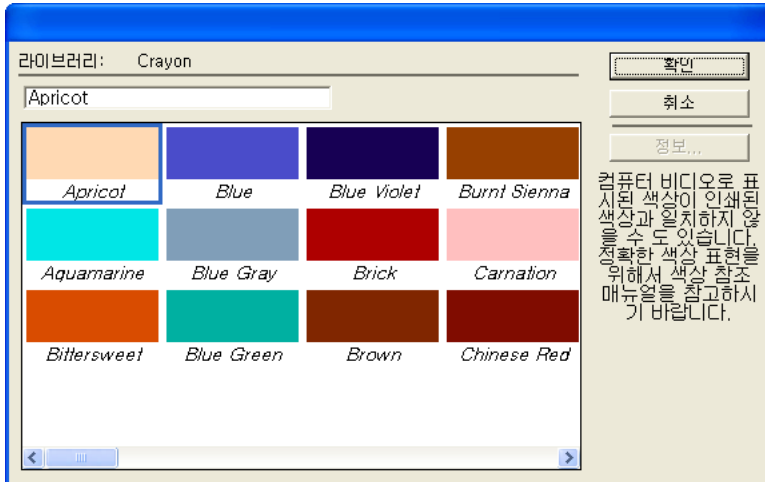 라이브러리: Crayon
Apricot
Apricot Blue Blue Violet Burnt Sienna
Aquamarine Blue Gray Brick Carnation
Bittersweet Blue Green Brown Chinese Red
확인
취소
정보...
컴퓨터 비디오로 표
시된 색상이 인쇄된
색상과 일치하지 않
을 수 도 있습니다.
정확한 색상 표현을
위해서 색상 참조
매뉴얼을 참고하시
기 바랍니다.